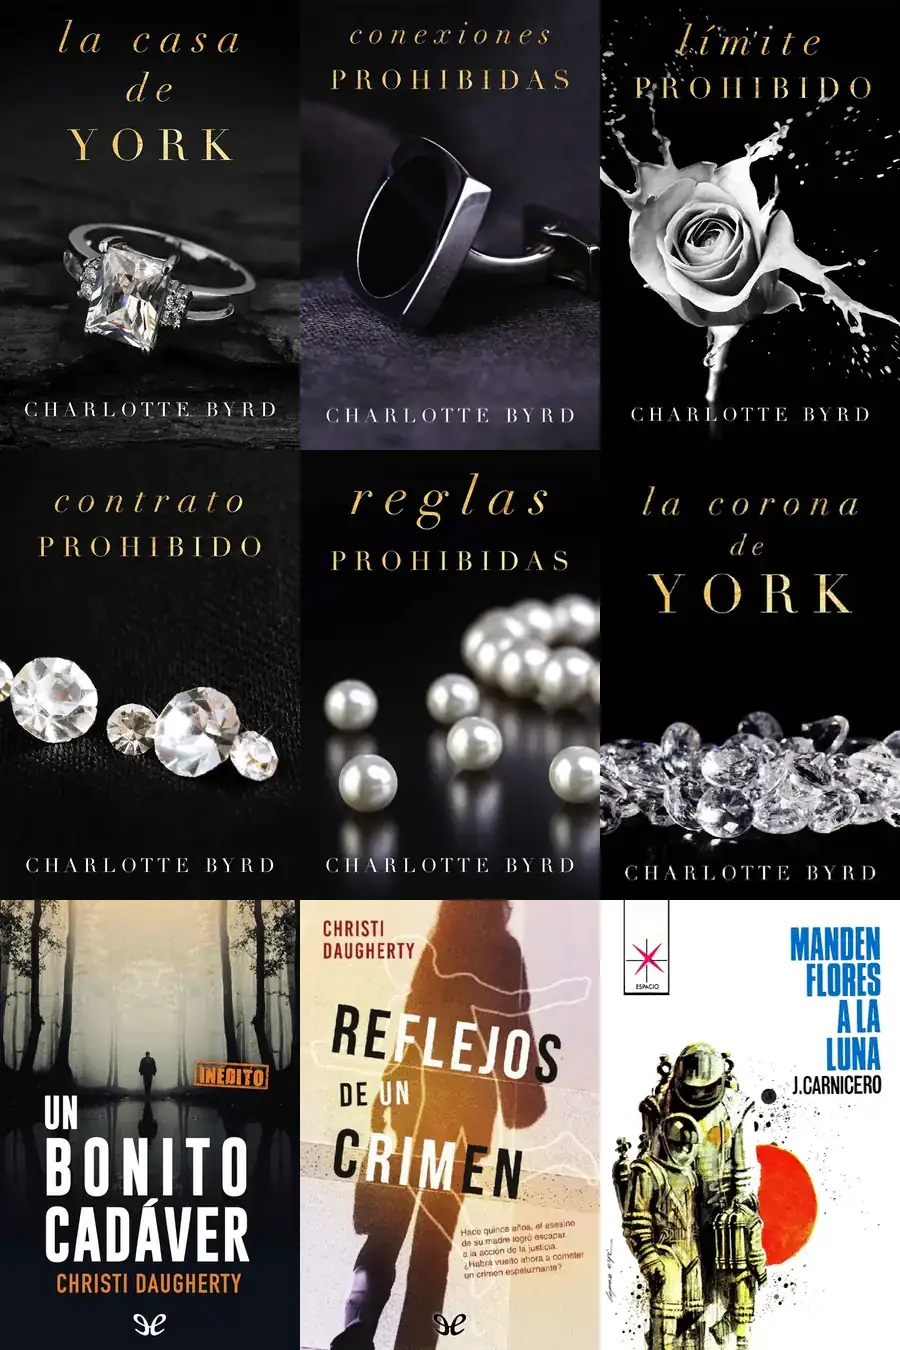 la casa
de
YORK
CHARLOTTE BYRD
conexiones
PROHIBIDAS
CHARLOTTE BYRD
límite
PROHIBIDO
CHARLOTTE BYRD
contrato
PROHIBIDO
CHARLOTTE BYRD
reglas
PROHIBIDAS
CHARLOTTE BYRD
la corona
de
YORK
CHARLOTTE BYRD
INÉDITO
UN
BONITO
CADÁVER
CHRISTI DAUGHERTY
CHRISTI
DAUGHERTY
REFLEJOS
DE UN
CRIMEN
Hace quince años, el asesino
de su madre logró escapar
a la acción de la justicia.
¿Habrá vuelto ahora a cometer
un crimen espeluznante?
ESPACIO
MANDEN
FLORES
A LA
LUNA
J.CARNICERO